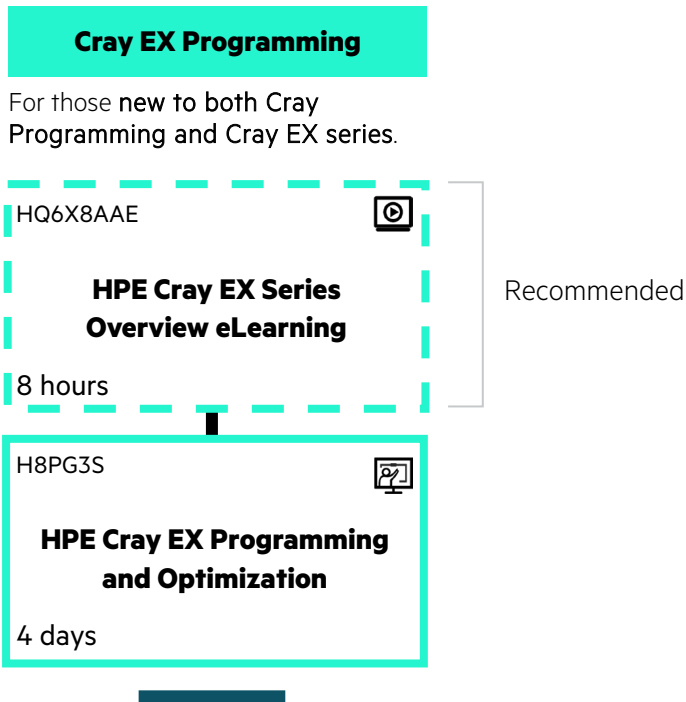 Cray EX Programming
For those new to both Cray
Programming and Cray EX series.
HQ6X8AAE
HPE Cray EX Series
Overview eLearning
8 hours
Recommended
H8PG3S
HPE Cray EX Programming
and Optimization
4 days